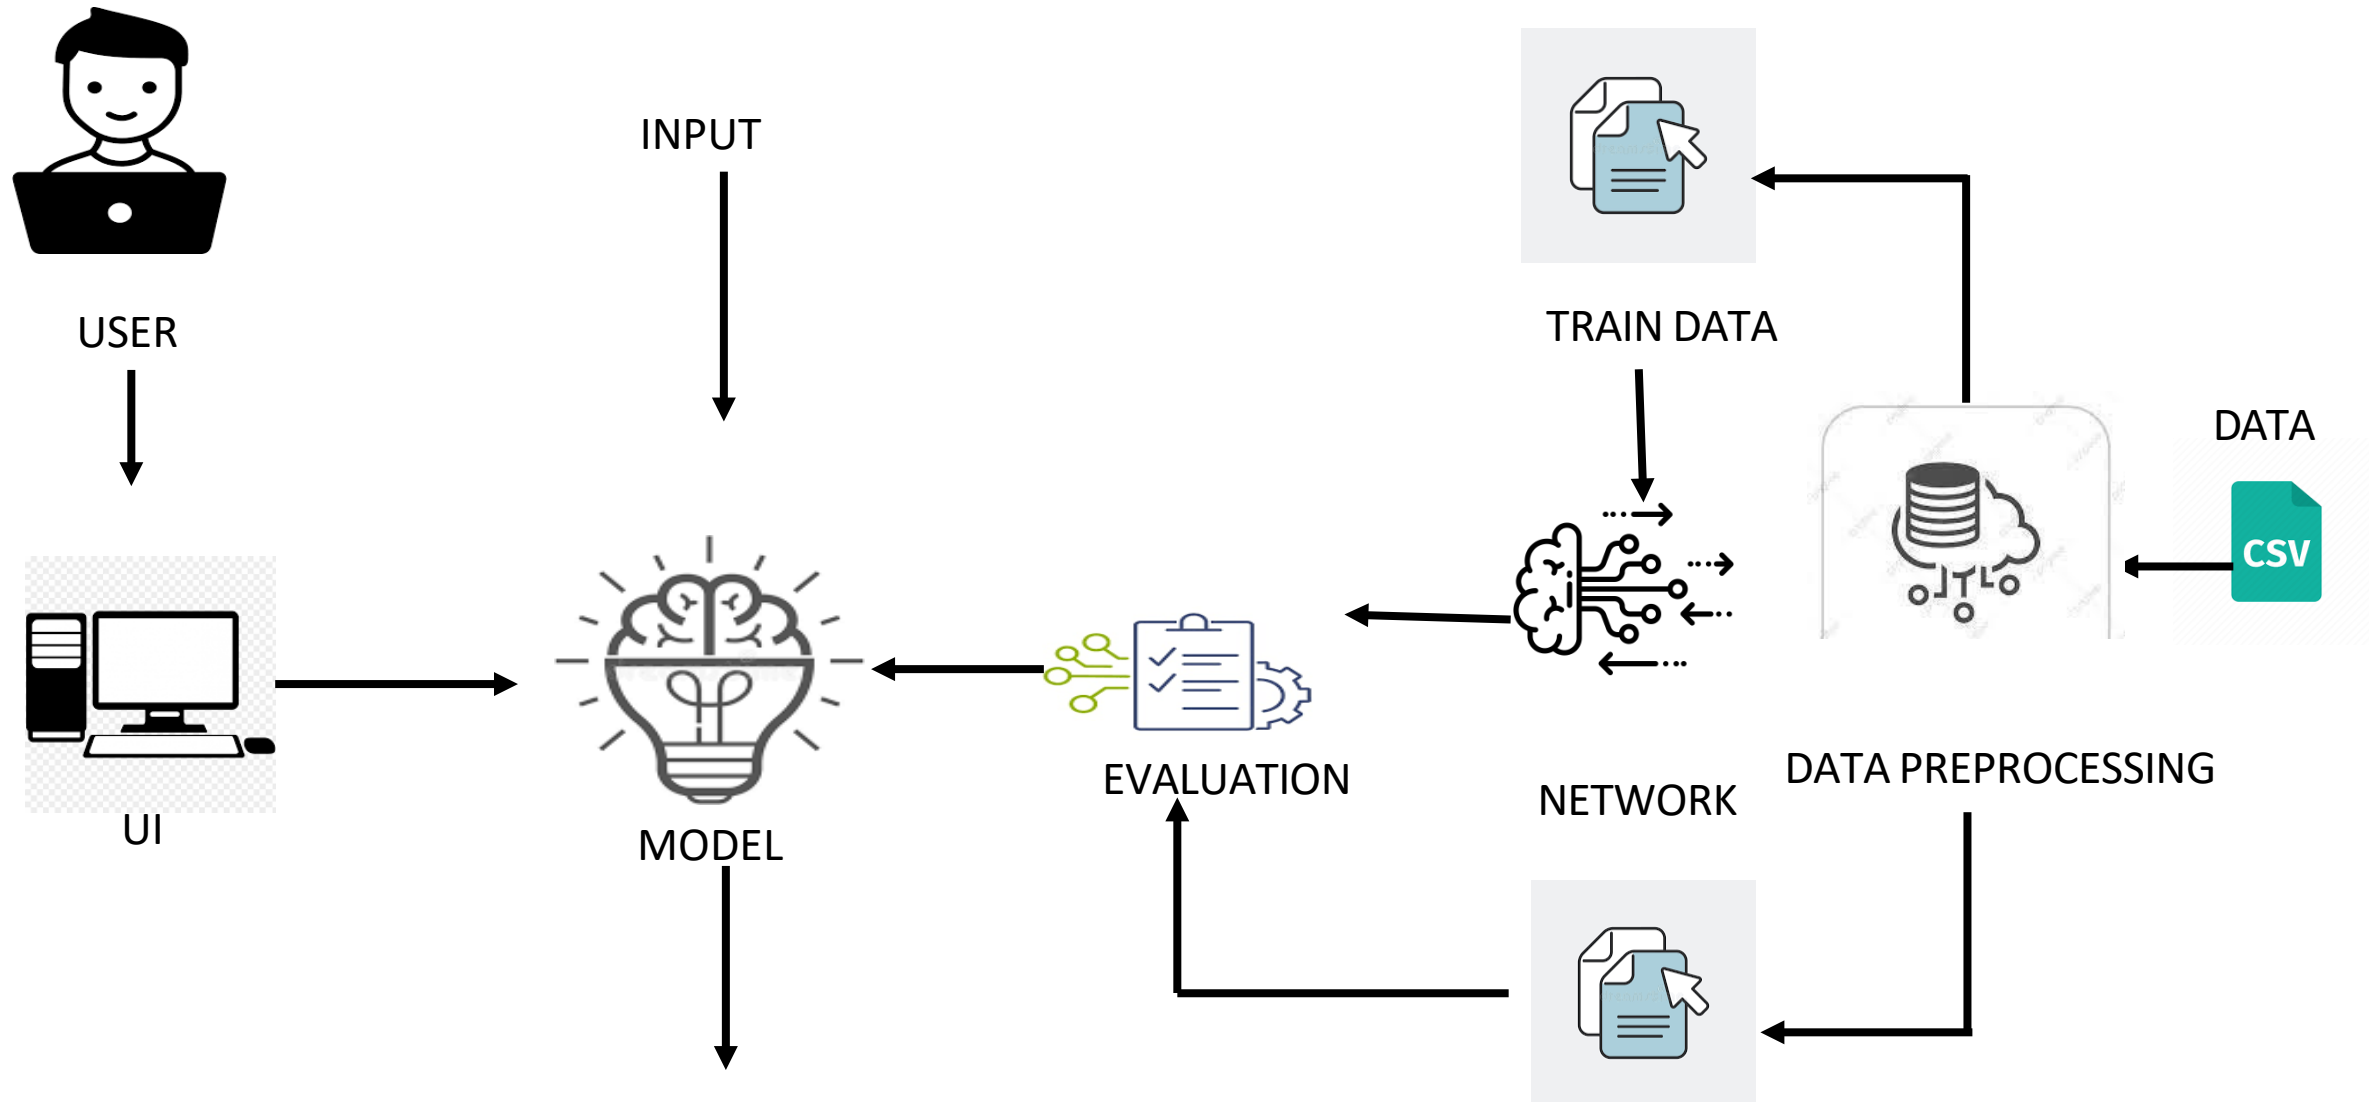 INPUT
USER
TRAIN DATA
DATA
CSV
UI
MODEL
EVALUATION
NETWORK
DATA PREPROCESSING